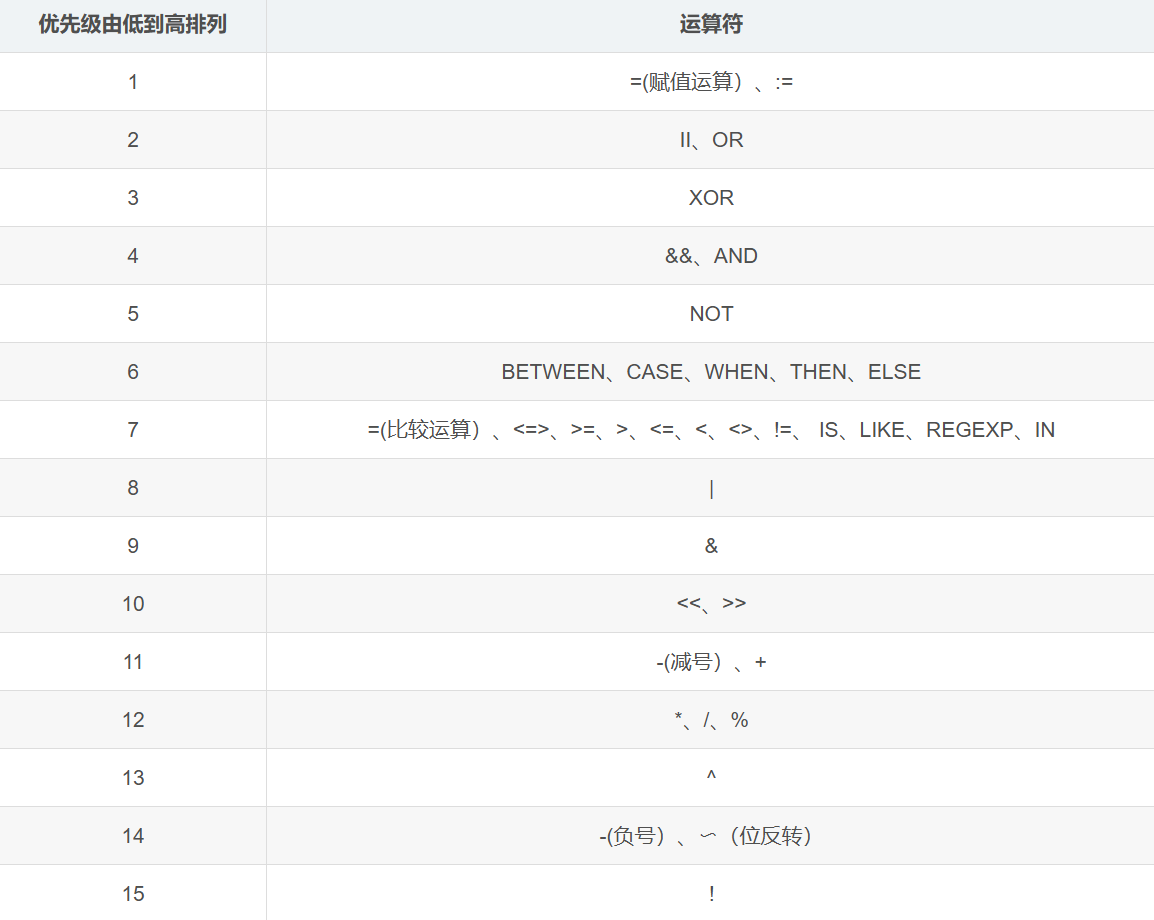 优先级由低到高排列 运算符
1 =(赋值运算）、:=
2 II、OR
3 XOR
4 &&、AND
5 NOT
6 BETWEEN、CASE、WHEN、THEN、ELSE
7 =(比较运算）、<=>、>=、>、<=、<、<>、!=、 IS、LIKE、REGEXP、IN
8 |
9 &
10 <<、>>
11 -(减号）、+
12 *、/、%
13 ^
14 -(负号）、〜（位反转）
15 !